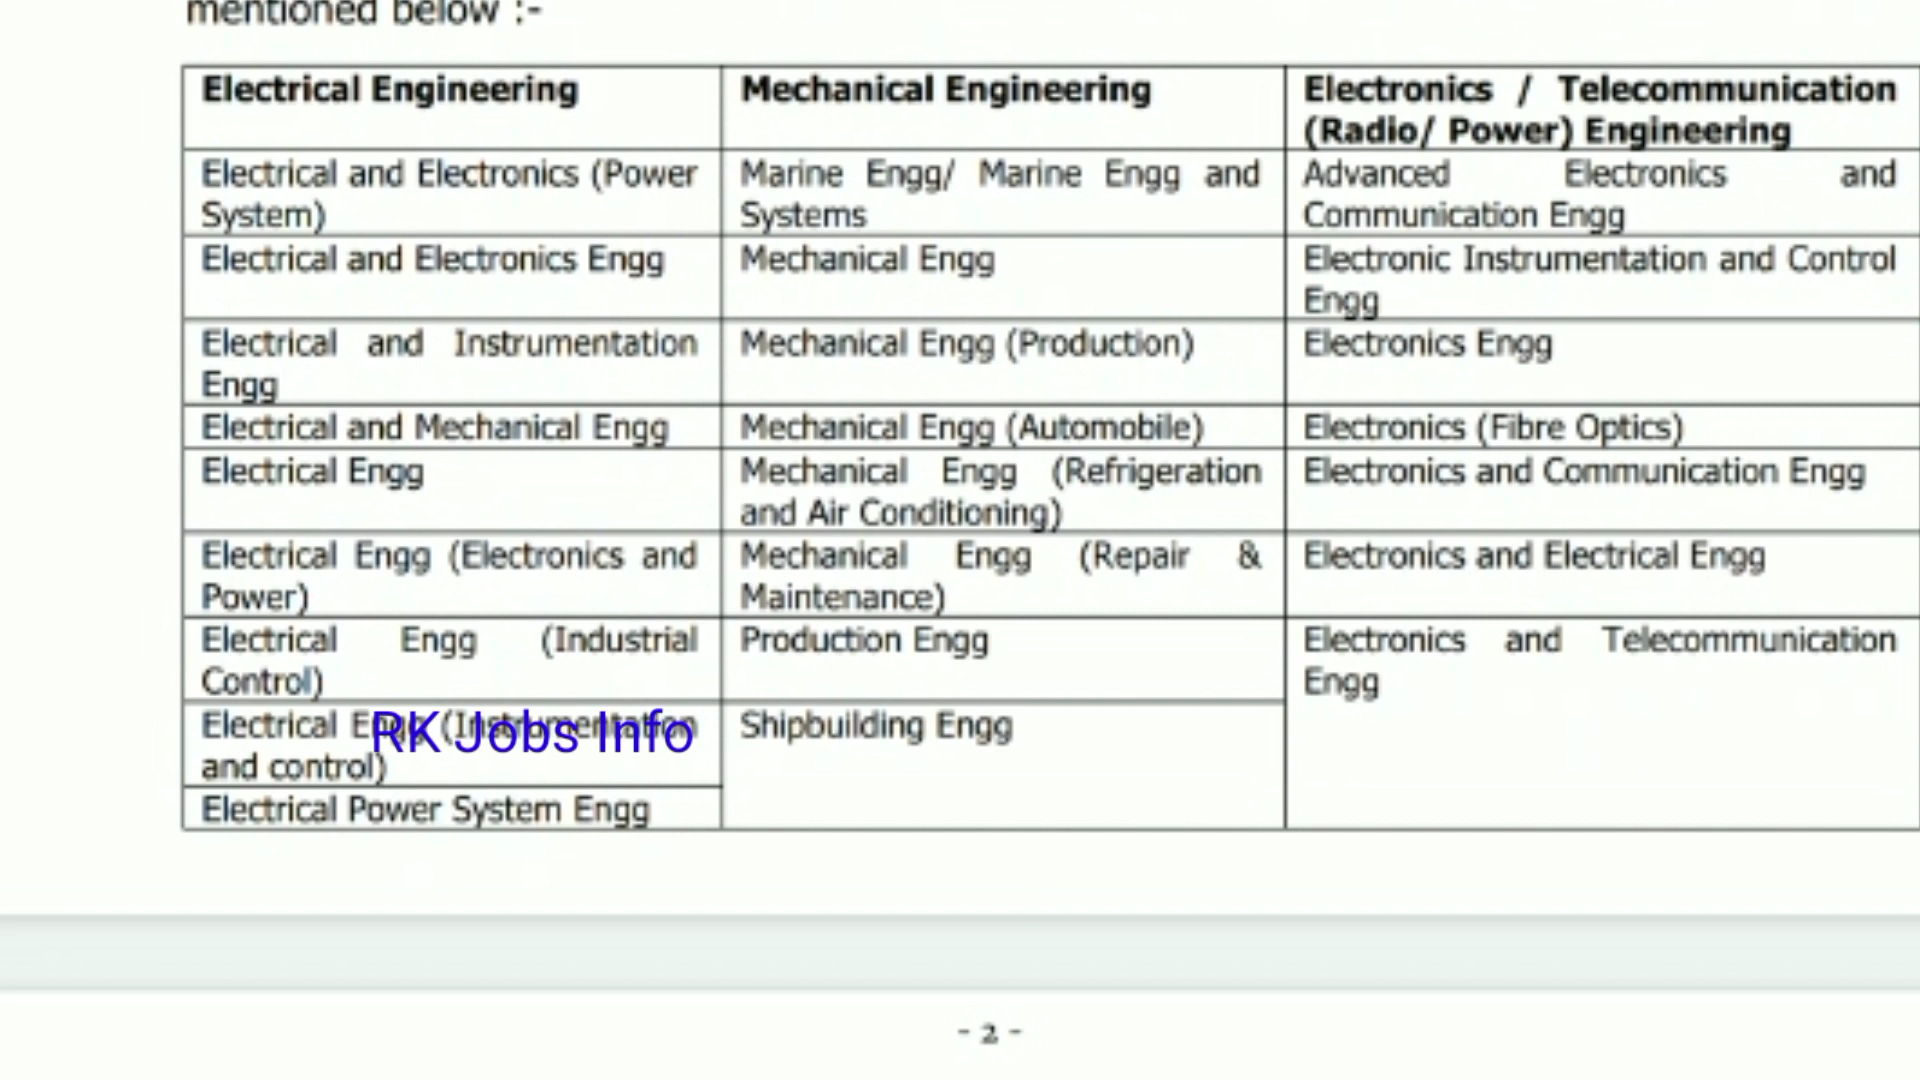 mentioned below :-
Electrical Engineering
Mechanical Engineering
Electronics / Telecommunication
(Radio/ Power) Engineering
Electrical and Electronics (Power
System)
Marine Engg/ Marine Engg and
Systems
Advanced Electronics and
Communication Engg
Electrical and Electronics Engg
Mechanical Engg
Electronic Instrumentation and Control
Engg
Electrical and Instrumentation
Engg
Mechanical Engg (Production)
Electronics Engg
Electrical and Mechanical Engg
Mechanical Engg (Automobile)
Electronics (Fibre Optics)
Electrical Engg
Mechanical Engg (Refrigeration
and Air Conditioning)
Electronics and Communication Engg
Electrical Engg (Electronics and
Power)
Mechanical Engg (Repair &
Maintenance)
Electronics and Electrical Engg
Electrical Engg (Industrial
Control)
Production Engg
Electronics and Telecommunication
Engg
Electrical Engg (Instrumentation
and control)
RK Jobs Info
Shipbuilding Engg
Electrical Power System Engg
- 2 -